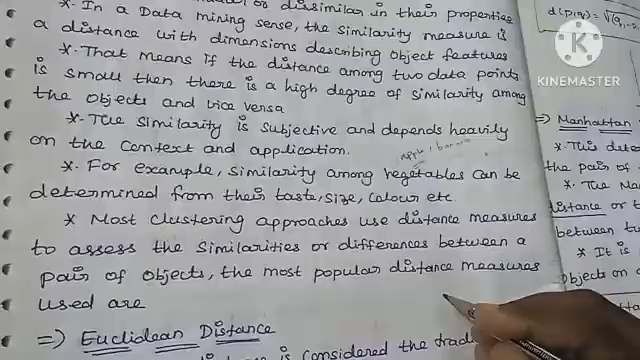 or dissimilar in their properties
*. In a Data mining sense, the similarity measure is
a distance with dimensions describing object features
*. That means if the distance among two data points
is small then there is a high degree of similarity among
the objects and vice versa
*. The similarity is subjective and depends heavily
on the context and application.
apple, banana
*. For example, similarity among vegetables can be
determined from their taste, size, colour etc.
* Most clustering approaches use distance measures
to assess the similarities or differences between a
pair of objects, the most popular distance measures
used are
=) Euclidean Distance
is considered the
d(p,q) =
KINEMASTER
=) Manhattan
* This
the pair of
* The
distance or
between
* It is
objects on